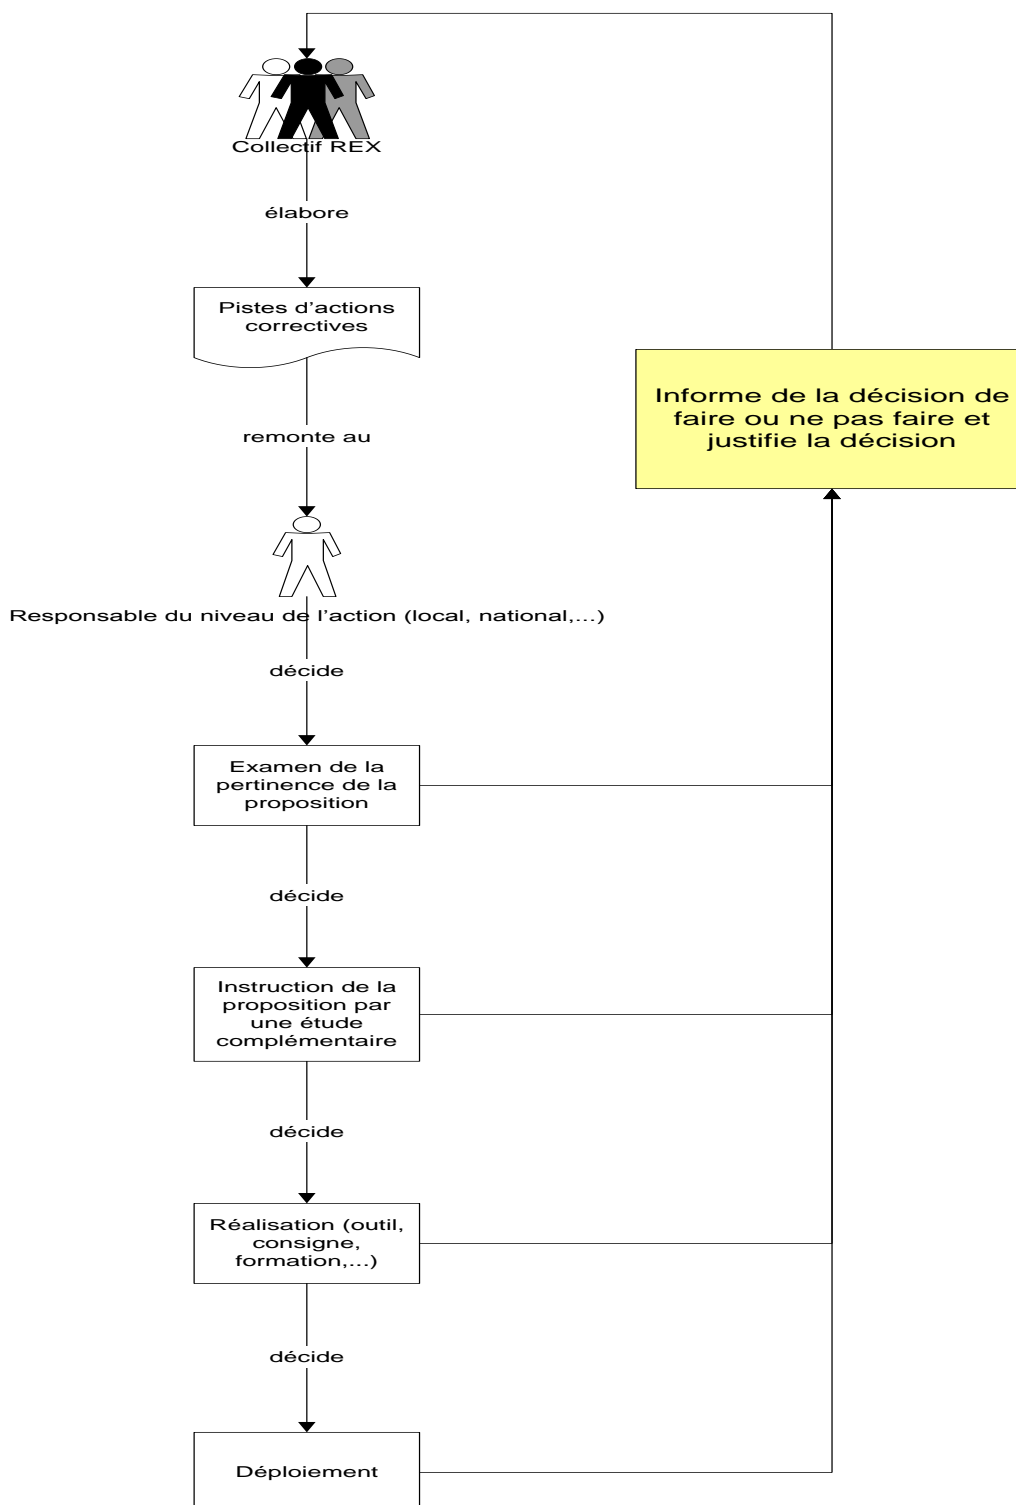 Collectif REX
élabore
Pistes d'actions
correctives
Informe de la décision de
faire ou ne pas faire et
justifie la décision
remonte au
Responsable du niveau de l'action (local, national,...)
décide
Examen de la
pertinence de la
proposition
décide
Instruction de la
proposition par
une étude
complémentaire
décide
Réalisation (outil,
consigne,
formation,...)
décide
Déploiement